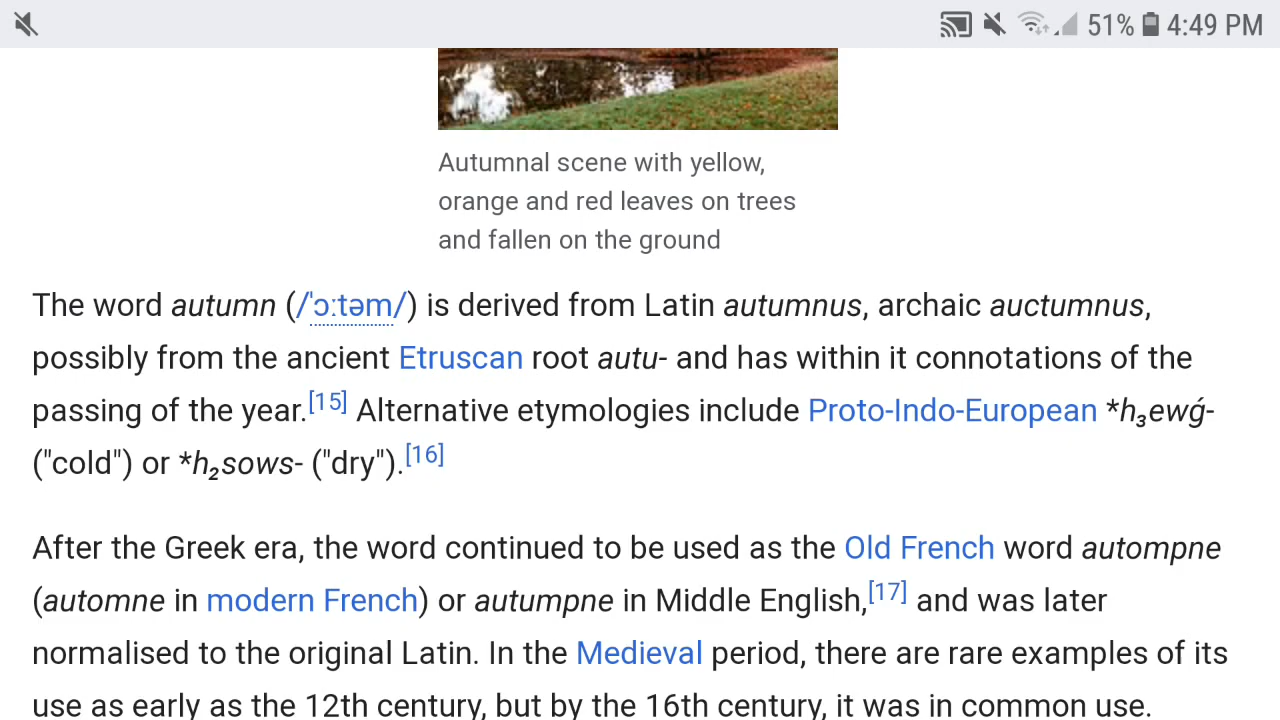 51% 4:49 PM
Autumnal scene with yellow,
orange and red leaves on trees
and fallen on the ground
The word autumn (/ˈɔːtəm/) is derived from Latin autumnus, archaic auctumnus,
possibly from the ancient Etruscan root autu- and has within it connotations of the
passing of the year.[15] Alternative etymologies include Proto-Indo-European *h₃ewǵ-
("cold") or *h₂sows- ("dry").[16]
After the Greek era, the word continued to be used as the Old French word autompne
(automne in modern French) or autumpne in Middle English,[17] and was later
normalised to the original Latin. In the Medieval period, there are rare examples of its
use as early as the 12th century, but by the 16th century, it was in common use.